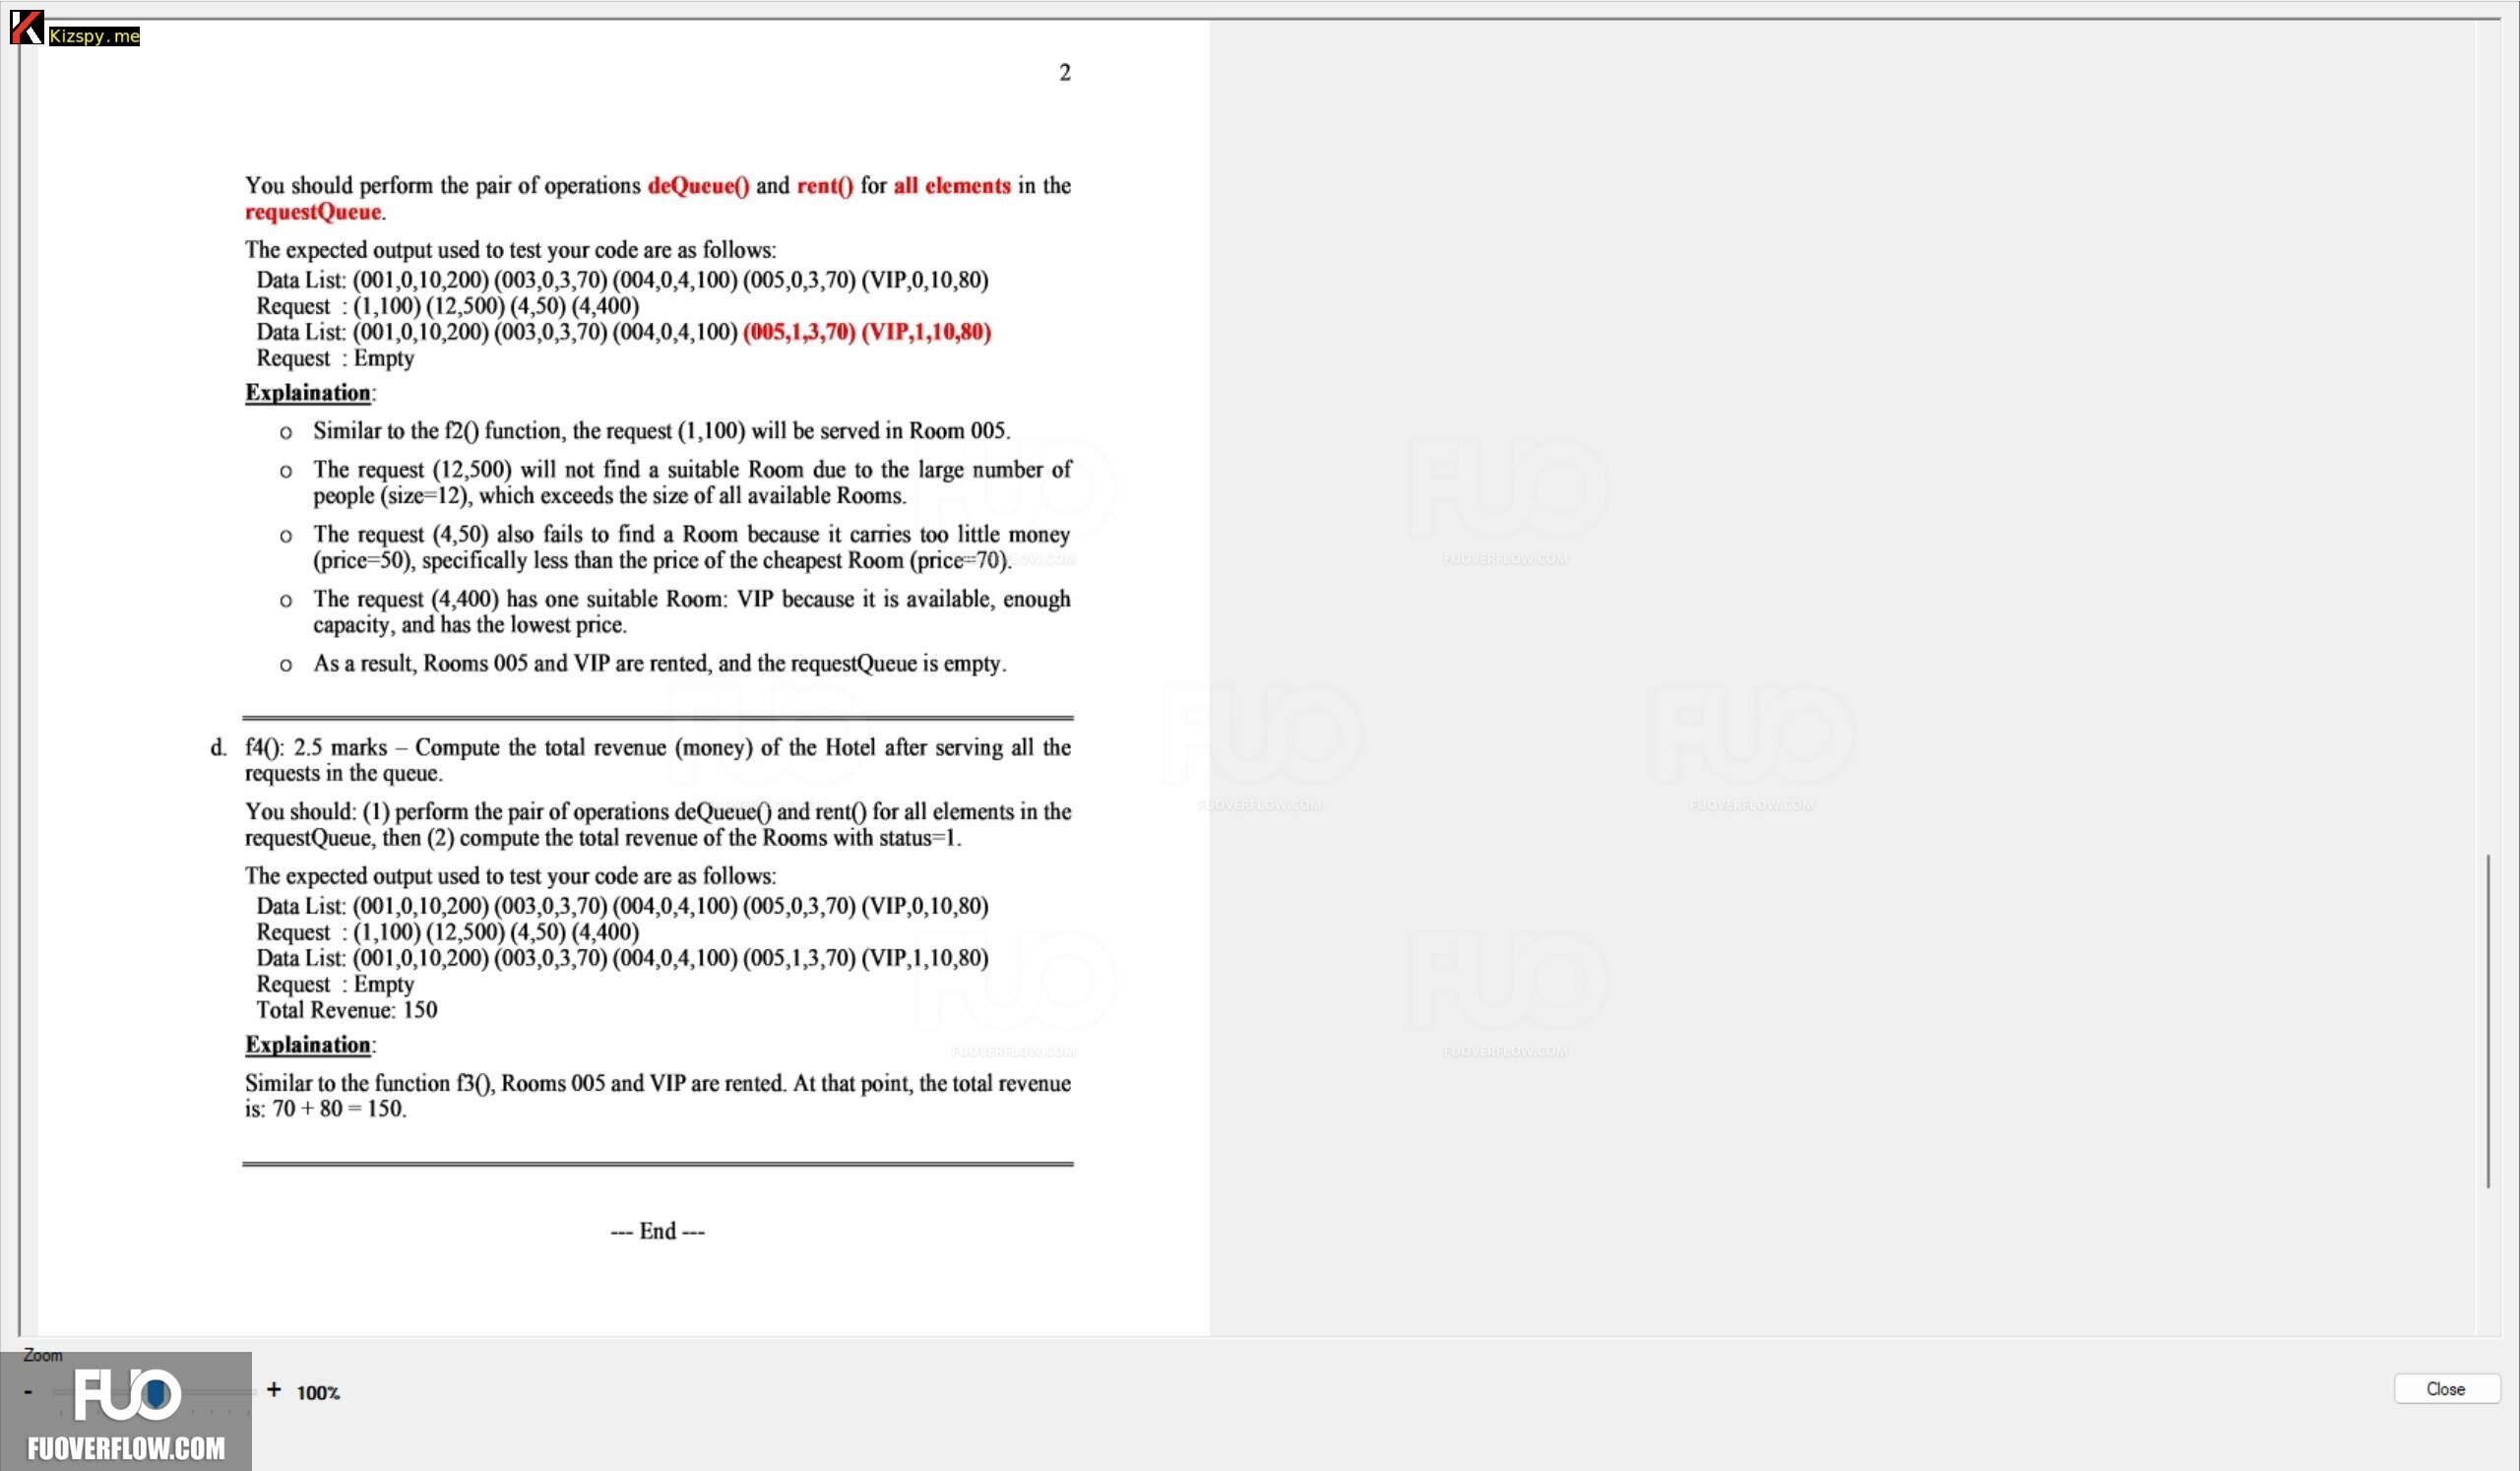 Kizspy.me
2
You should perform the pair of operations deQueue() and rent() for all elements in the
requestQueue.
The expected output used to test your code are as follows:
Data List: (001,0,10,200) (003,0,3,70) (004,0,4,100) (005,0,3,70) (VIP,0,10,80)
Request : (1,100) (12,500) (4,50) (4,400)
Data List: (001,0,10,200) (003,0,3,70) (004,0,4,100) (005,1,3,70) (VIP,1,10,80)
Request : Empty
Explaination:
o Similar to the f2() function, the request (1,100) will be served in Room 005.
o The request (12,500) will not find a suitable Room due to the large number of
people (size=12), which exceeds the size of all available Rooms.
o The request (4,50) also fails to find a Room because it carries too little money
(price=50), specifically less than the price of the cheapest Room (price=70).
o The request (4,400) has one suitable Room: VIP because it is available, enough
capacity, and has the lowest price.
o As a result, Rooms 005 and VIP are rented, and the requestQueue is empty.
d. f4(): 2.5 marks – Compute the total revenue (money) of the Hotel after serving all the
requests in the queue.
You should: (1) perform the pair of operations deQueue() and rent() for all elements in the
requestQueue, then (2) compute the total revenue of the Rooms with status=1.
The expected output used to test your code are as follows:
Data List: (001,0,10,200) (003,0,3,70) (004,0,4,100) (005,0,3,70) (VIP,0,10,80)
Request : (1,100) (12,500) (4,50) (4,400)
Data List: (001,0,10,200) (003,0,3,70) (004,0,4,100) (005,1,3,70) (VIP,1,10,80)
Request : Empty
Total Revenue: 150
Explaination:
Similar to the function f3(), Rooms 005 and VIP are rented. At that point, the total revenue
is: 70 + 80 = 150.
--- End ---
Zoom
- + 100%
Close
FUO
FUOVERFLOW.COM
FUO
FUOVERFLOW.COM
FUO
FUOVERFLOW.COM
FUO
FUOVERFLOW.COM
FUO
FUOVERFLOW.COM
FUO
FUOVERFLOW.COM